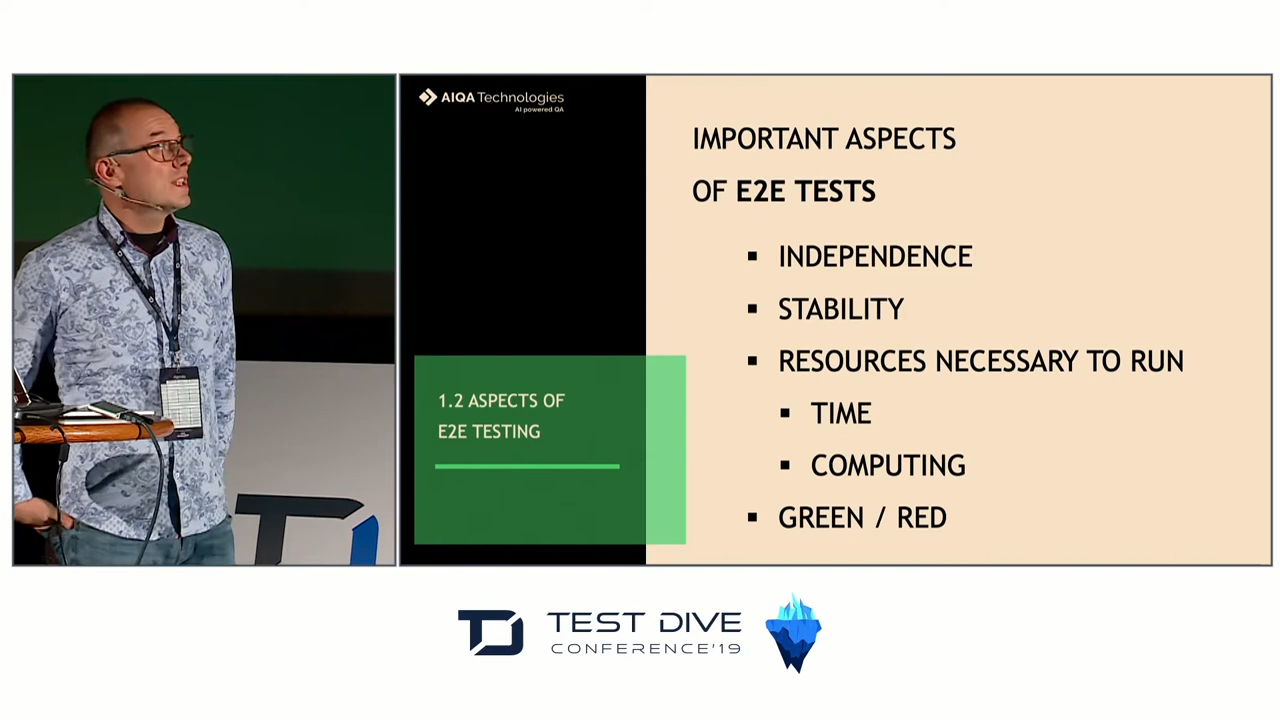 AIQA Technologies
AI powered QA
IMPORTANT ASPECTS
OF E2E TESTS
▪ INDEPENDENCE
▪ STABILITY
▪ RESOURCES NECESSARY TO RUN
▪ TIME
▪ COMPUTING
▪ GREEN / RED
1.2 ASPECTS OF
E2E TESTING
TD TEST DIVE
CONFERENCE'19